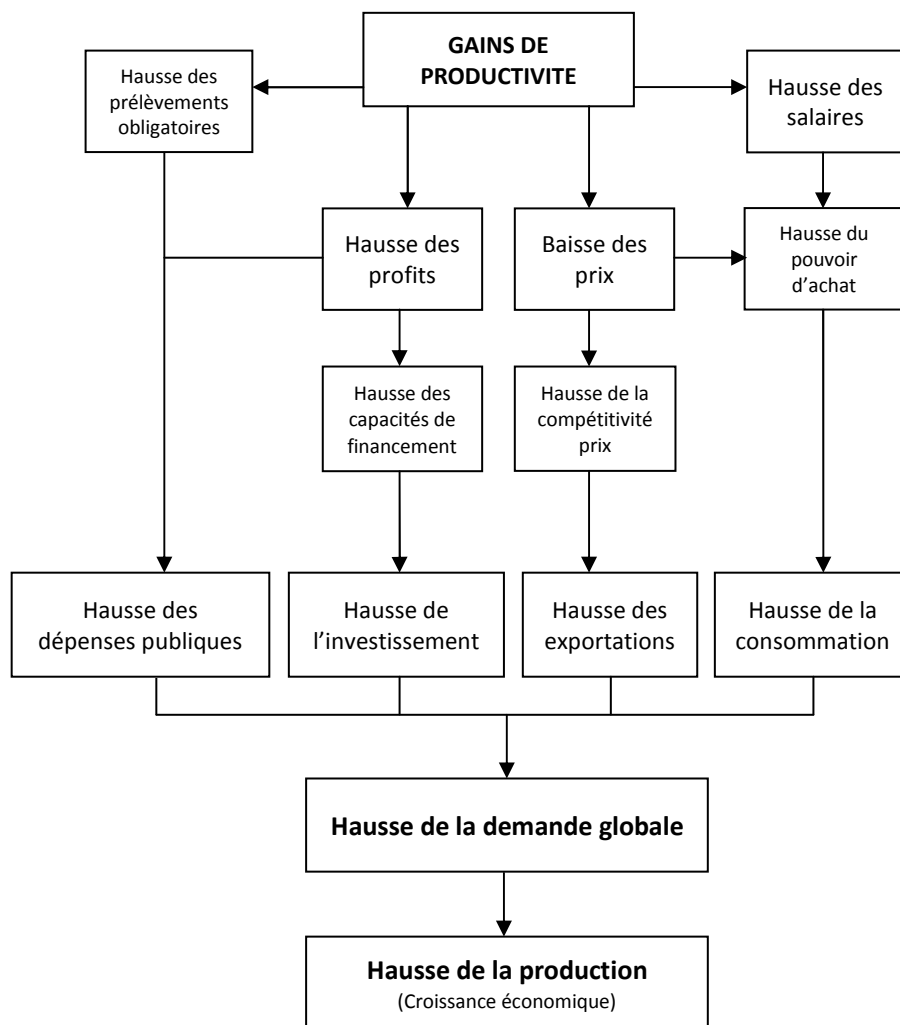 GAINS DE
PRODUCTIVITE
Hausse des
prélèvements
obligatoires
Hausse des
salaires
Hausse des
profits
Baisse des
prix
Hausse du
pouvoir
d’achat
Hausse des
capacités de
financement
Hausse de la
compétitivité
prix
Hausse des
dépenses publiques
Hausse de
l’investissement
Hausse des
exportations
Hausse de la
consommation
Hausse de la demande globale
Hausse de la production
(Croissance économique)